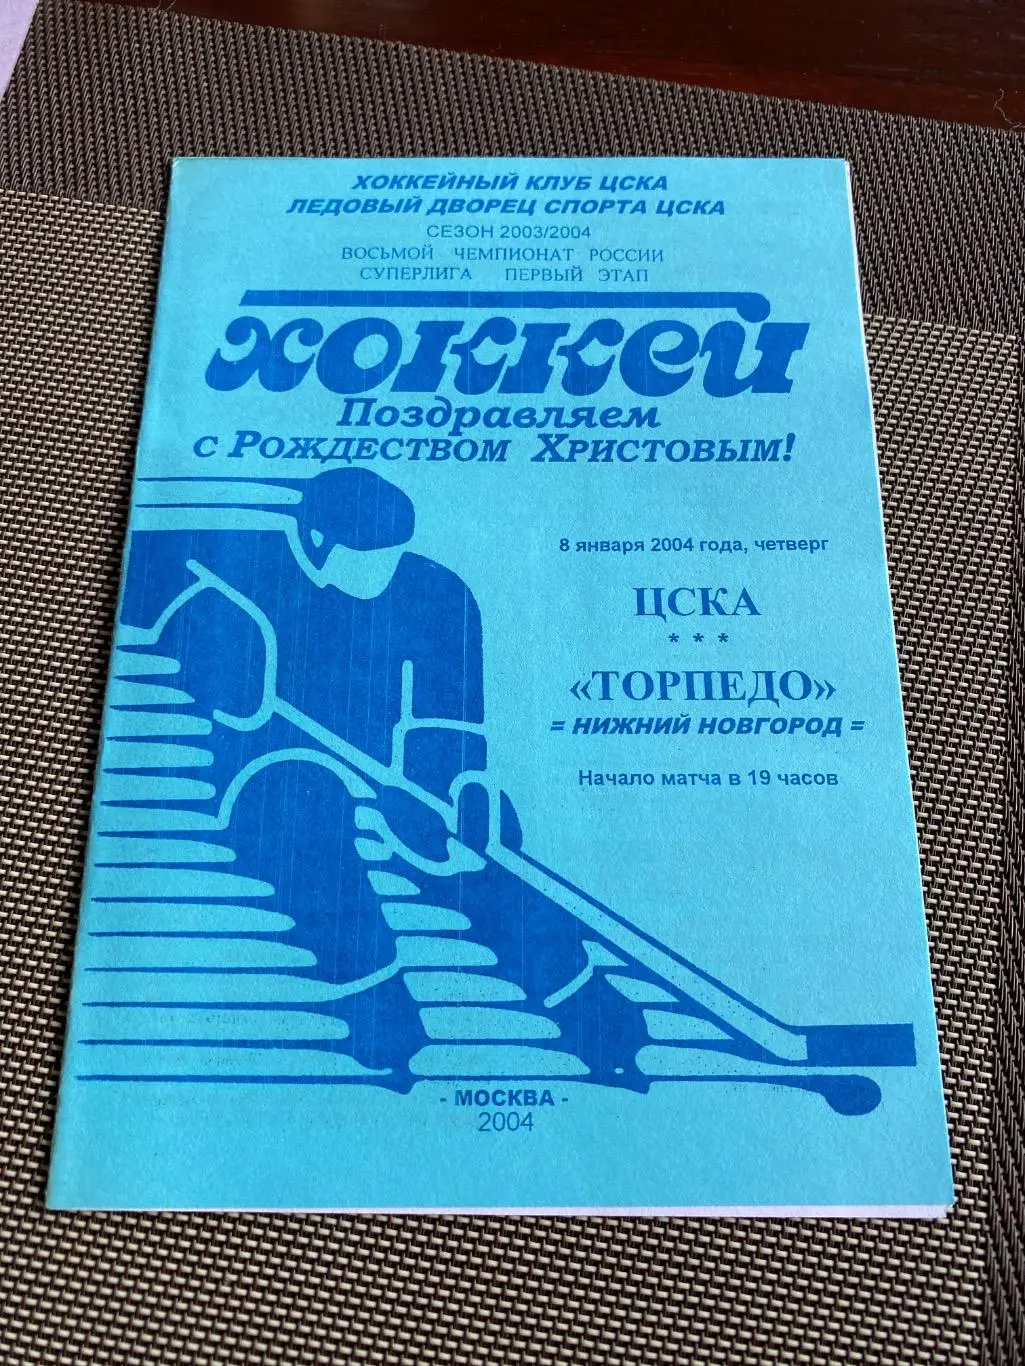 ХОККЕЙНЫЙ КЛУБ ЦСКА
ЛЕДОВЫЙ ДВОРЕЦ СПОРТА ЦСКА
СЕЗОН 2003/2004
ВОСЬМОЙ ЧЕМПИОНАТ РОССИИ
СУПЕРЛИГА ПЕРВЫЙ ЭТАП
хоккей
Поздравляем
с Рождеством Христовым!
8 января 2004 года, четверг
ЦСКА
* * *
«ТОРПЕДО»
= НИЖНИЙ НОВГОРОД =
Начало матча в 19 часов
- МОСКВА -
2004